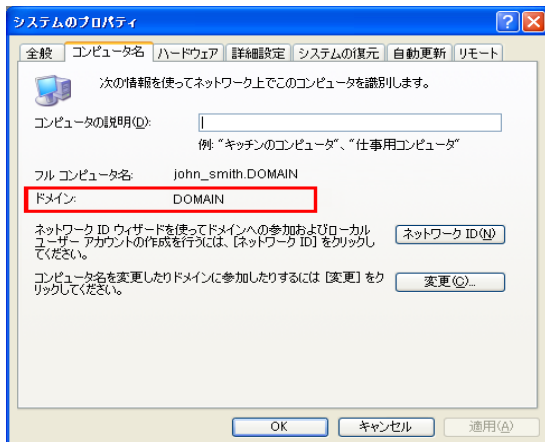 システムのプロパティ
全般 コンピュータ名 ハードウェア 詳細設定 システムの復元 自動更新 リモート
次の情報を使ってネットワーク上でこのコンピュータを識別します。
コンピュータの説明(D):
例: "キッチンのコンピュータ"、"仕事用コンピュータ"
フル コンピュータ名: john_smith.DOMAIN
ドメイン: DOMAIN
ネットワーク ID ウィザードを使ってドメインへの参加およびローカル
ユーザー アカウントの作成を行うには、[ネットワーク ID] をクリックし
てください。
ネットワーク ID(N)
コンピュータ名を変更したりドメインに参加したりするには [変更] をク
リックしてください。
変更(C)...
OK キャンセル 適用(A)